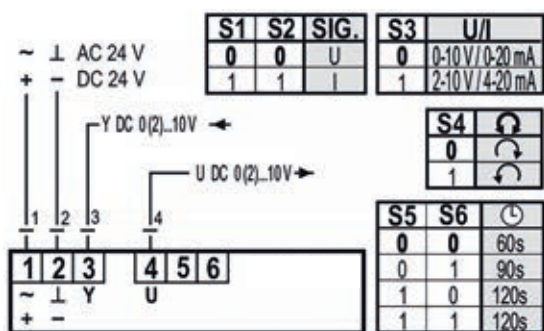 ~ ⊥ AC 24 V
+ − DC 24 V
Y DC 0(2)...10V
U DC 0(2)...10V
1 2 3 4
1 2 3 4 5 6
~ ⊥ Y U
+ −
S1 S2 SIG.
0 0 U
1 1 I
S3 U/I
0 0-10 V / 0-20 mA
1 2-10 V / 4-20 mA
S4
0
1
S5 S6
0 0 60s
0 1 90s
1 0 120s
1 1 120s